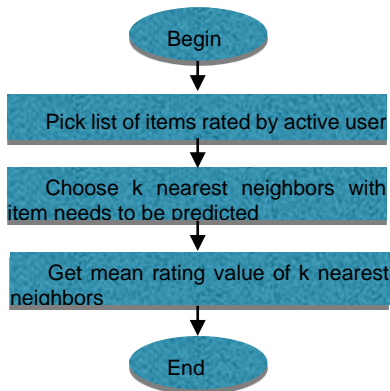 Begin
Pick list of items rated by active user
Choose k nearest neighbors with
item needs to be predicted
Get mean rating value of k nearest
neighbors
End